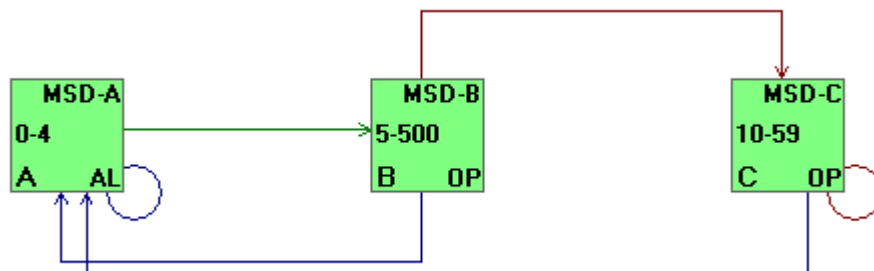 MSD-A
0-4
A AL
MSD-B
5-500
B OP
MSD-C
10-59
C OP